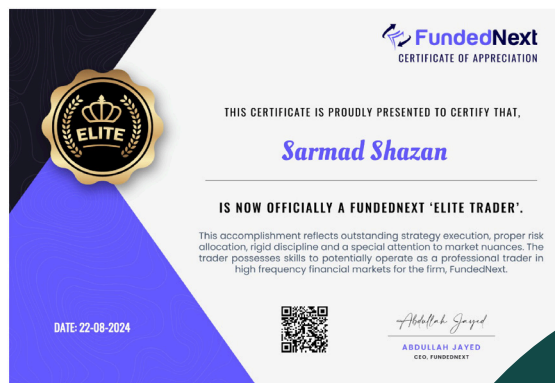 FundedNext
CERTIFICATE OF APPRECIATION
ELITE
THIS CERTIFICATE IS PROUDLY PRESENTED TO CERTIFY THAT,
Sarmad Shazan
IS NOW OFFICIALLY A FUNDEDNEXT ‘ELITE TRADER’.
This accomplishment reflects outstanding strategy execution, proper risk
allocation, rigid discipline and a special attention to market nuances. The
trader possesses skills to potentially operate as a professional trader in
high frequency financial markets for the firm, FundedNext.
DATE: 22-08-2024
Abdullah Jayed
ABDULLAH JAYED
CEO, FUNDEDNEXT